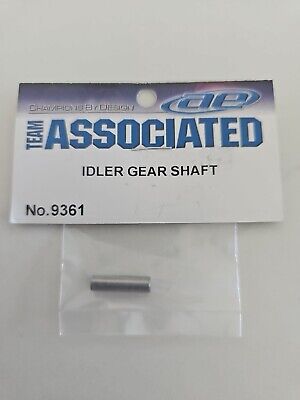 CHAMPIONS BY DESIGN
ae
TEAM
ASSOCIATED
IDLER GEAR SHAFT
No.9361